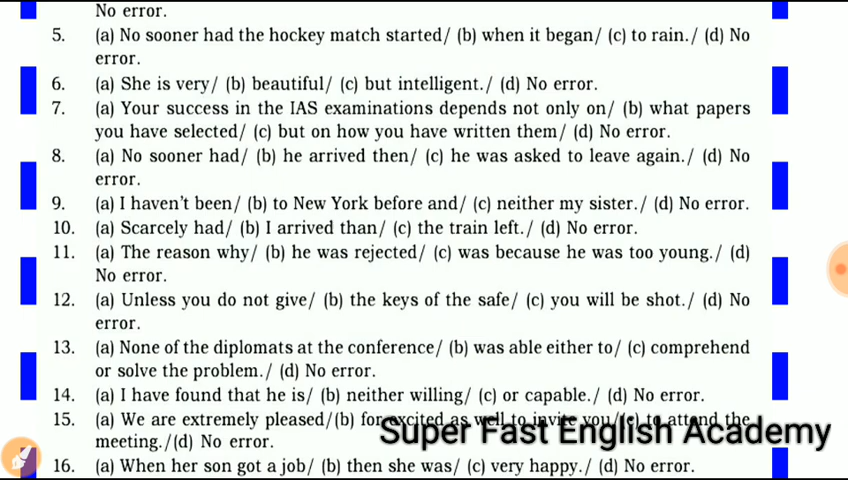 No error.
5. (a) No sooner had the hockey match started/ (b) when it began/ (c) to rain./ (d) No
error.
6. (a) She is very/ (b) beautiful/ (c) but intelligent./ (d) No error.
7. (a) Your success in the IAS examinations depends not only on/ (b) what papers
you have selected/ (c) but on how you have written them/ (d) No error.
8. (a) No sooner had/ (b) he arrived then/ (c) he was asked to leave again./ (d) No
error.
9. (a) I haven't been/ (b) to New York before and/ (c) neither my sister./ (d) No error.
10. (a) Scarcely had/ (b) I arrived than/ (c) the train left./ (d) No error.
11. (a) The reason why/ (b) he was rejected/ (c) was because he was too young./ (d)
No error.
12. (a) Unless you do not give/ (b) the keys of the safe/ (c) you will be shot./ (d) No
error.
13. (a) None of the diplomats at the conference/ (b) was able either to/ (c) comprehend
or solve the problem./ (d) No error.
14. (a) I have found that he is/ (b) neither willing/ (c) or capable./ (d) No error.
15. (a) We are extremely pleased/(b) for excited as well to invite you/(c) to attend the
Super Fast English Academy
meeting./(d) No error.
16. (a) When her son got a job/ (b) then she was/ (c) very happy./ (d) No error.